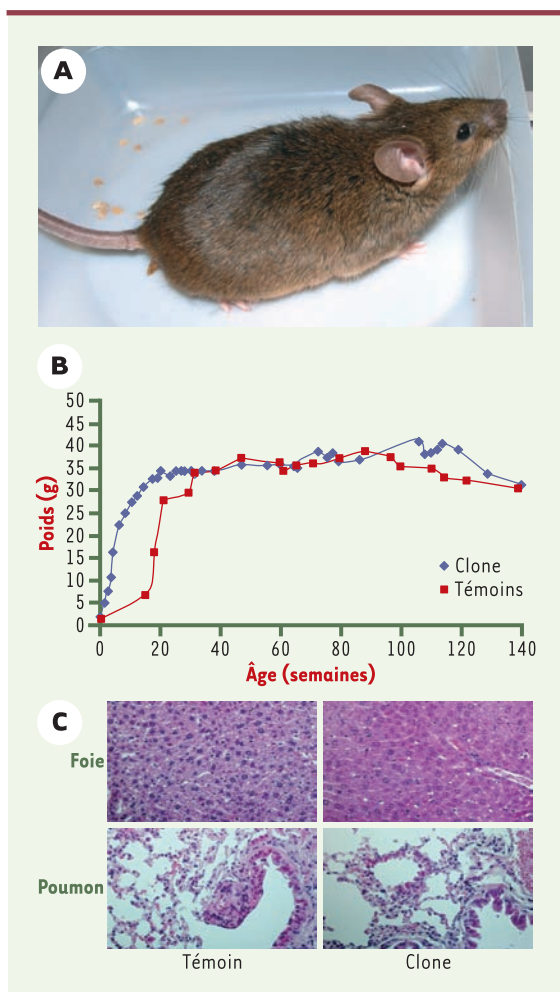 A
B
50
45
40
35
30
25
20
15
10
5
0
Poids (g)
0 20 40 60 80 100 120 140
Âge (semaines)
Clone
Témoins
C
Foie
Poumon
Témoin Clone